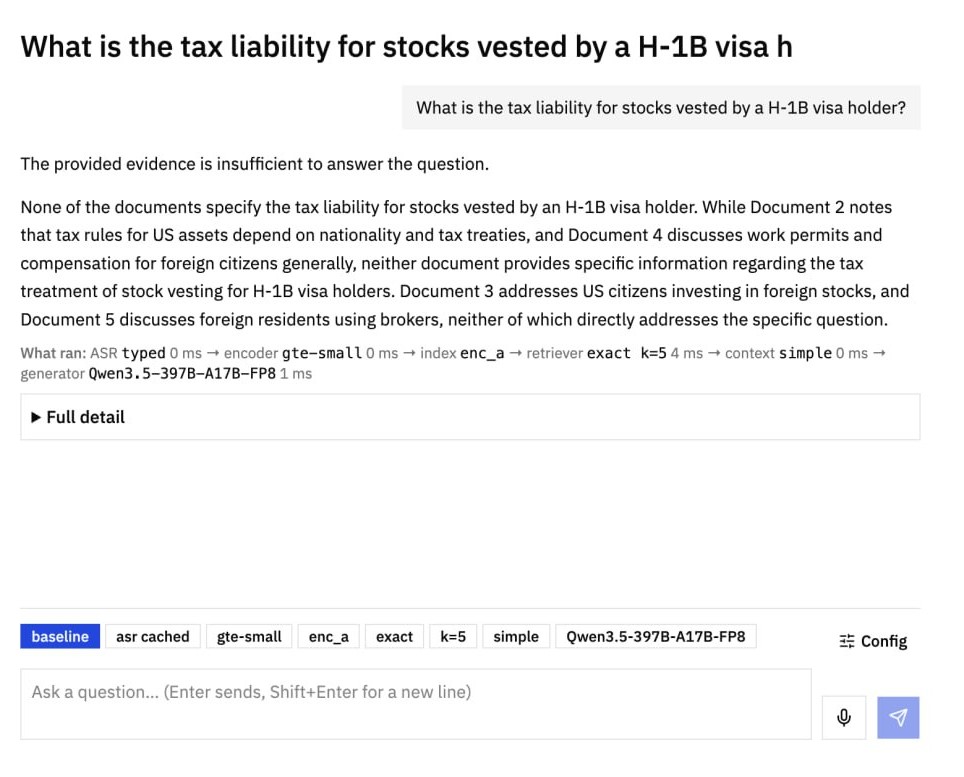 What is the tax liability for stocks vested by a H-1B visa h
What is the tax liability for stocks vested by a H-1B visa holder?
The provided evidence is insufficient to answer the question.
None of the documents specify the tax liability for stocks vested by an H-1B visa holder. While Document 2 notes
that tax rules for US assets depend on nationality and tax treaties, and Document 4 discusses work permits and
compensation for foreign citizens generally, neither document provides specific information regarding the tax
treatment of stock vesting for H-1B visa holders. Document 3 addresses US citizens investing in foreign stocks, and
Document 5 discusses foreign residents using brokers, neither of which directly addresses the specific question.
What ran: ASR typed 0 ms → encoder gte-small 0 ms → index enc_a → retriever exact k=5 4 ms → context simple 0 ms →
generator Qwen3.5-397B-A17B-FP8 1 ms
▶ Full detail
baseline asr cached gte-small enc_a exact k=5 simple Qwen3.5-397B-A17B-FP8 Config
Ask a question... (Enter sends, Shift+Enter for a new line)